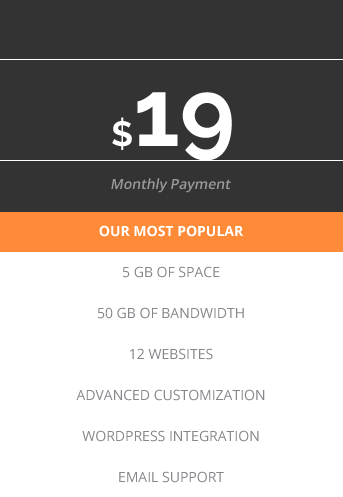 $19
Monthly Payment
OUR MOST POPULAR
5 GB OF SPACE
50 GB OF BANDWIDTH
12 WEBSITES
ADVANCED CUSTOMIZATION
WORDPRESS INTEGRATION
EMAIL SUPPORT